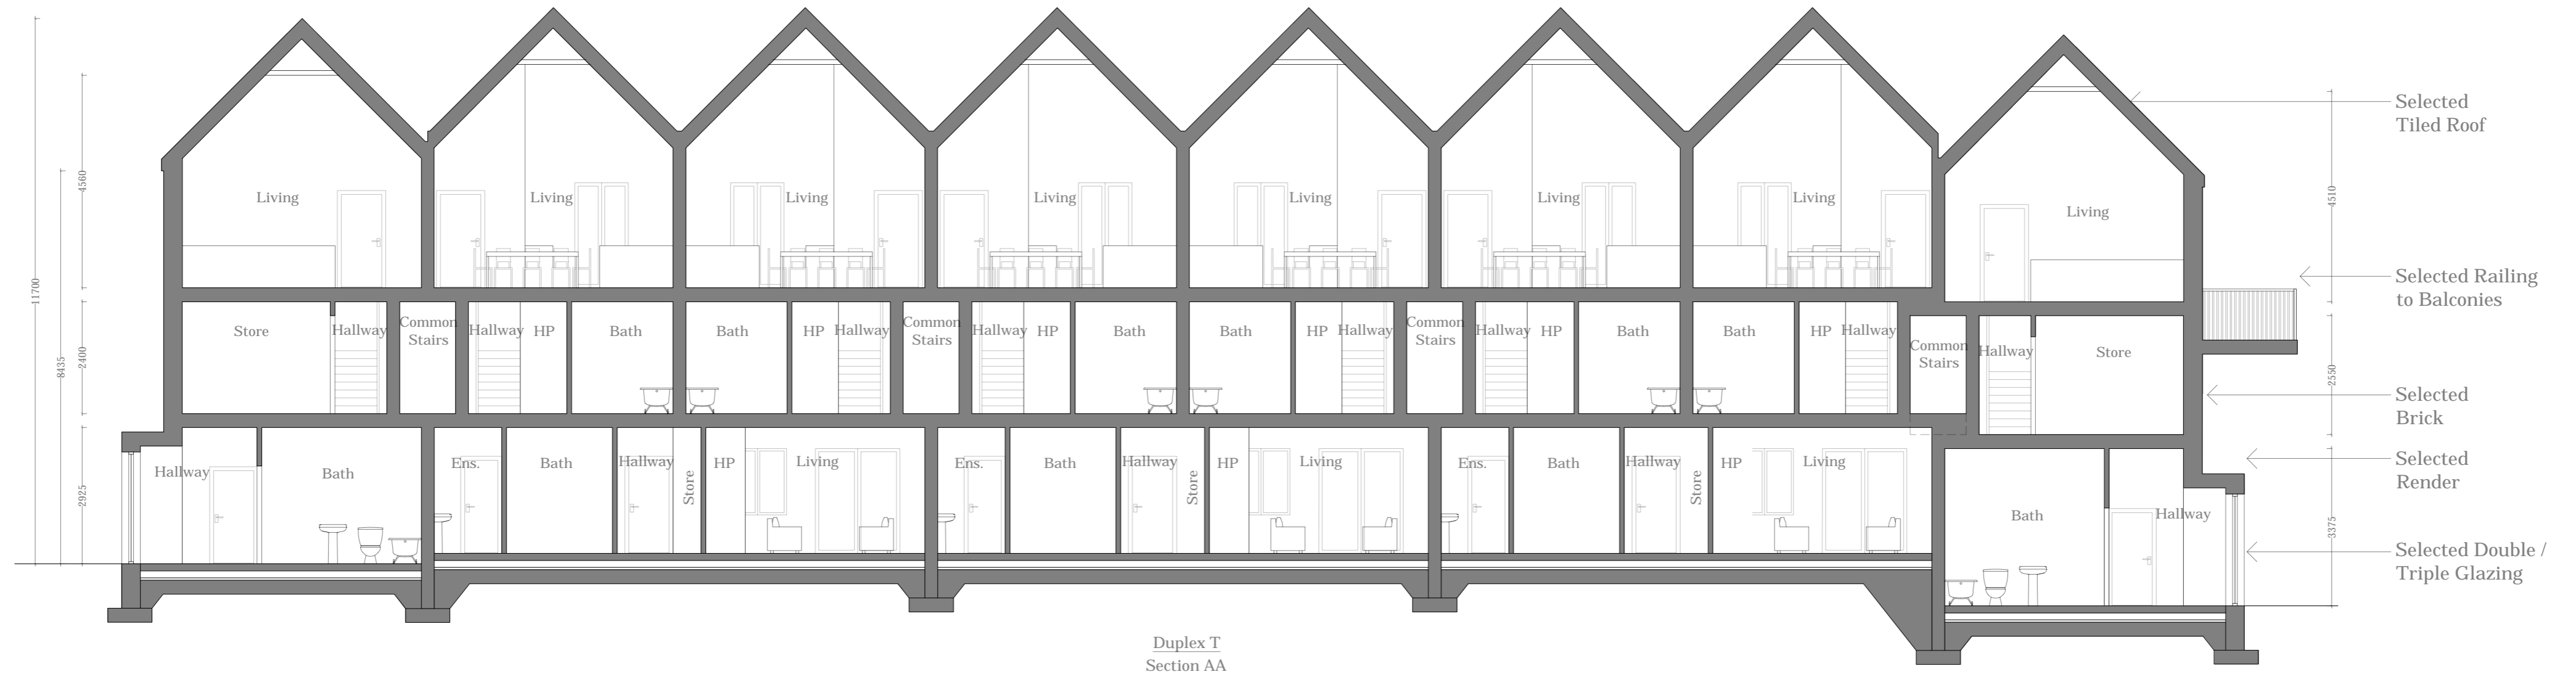 Selected
Tiled Roof
Living Living Living Living Living Living Living Living
Selected Railing
to Balconies
Store Hallway Common Stairs Hallway HP Bath Bath HP Hallway Common Stairs Hallway HP Bath Bath HP Hallway Common Stairs Hallway HP Bath Bath HP Hallway Common Stairs Hallway Store
Selected
Brick
Hallway Bath Ens. Bath Hallway Store HP Living Ens. Bath Hallway Store HP Living Ens. Bath Hallway Store HP Living Bath Hallway
Selected
Render
Selected Double /
Triple Glazing
11700
8435
4560
2400
2925
4510
2550
3375
Duplex T
Section AA